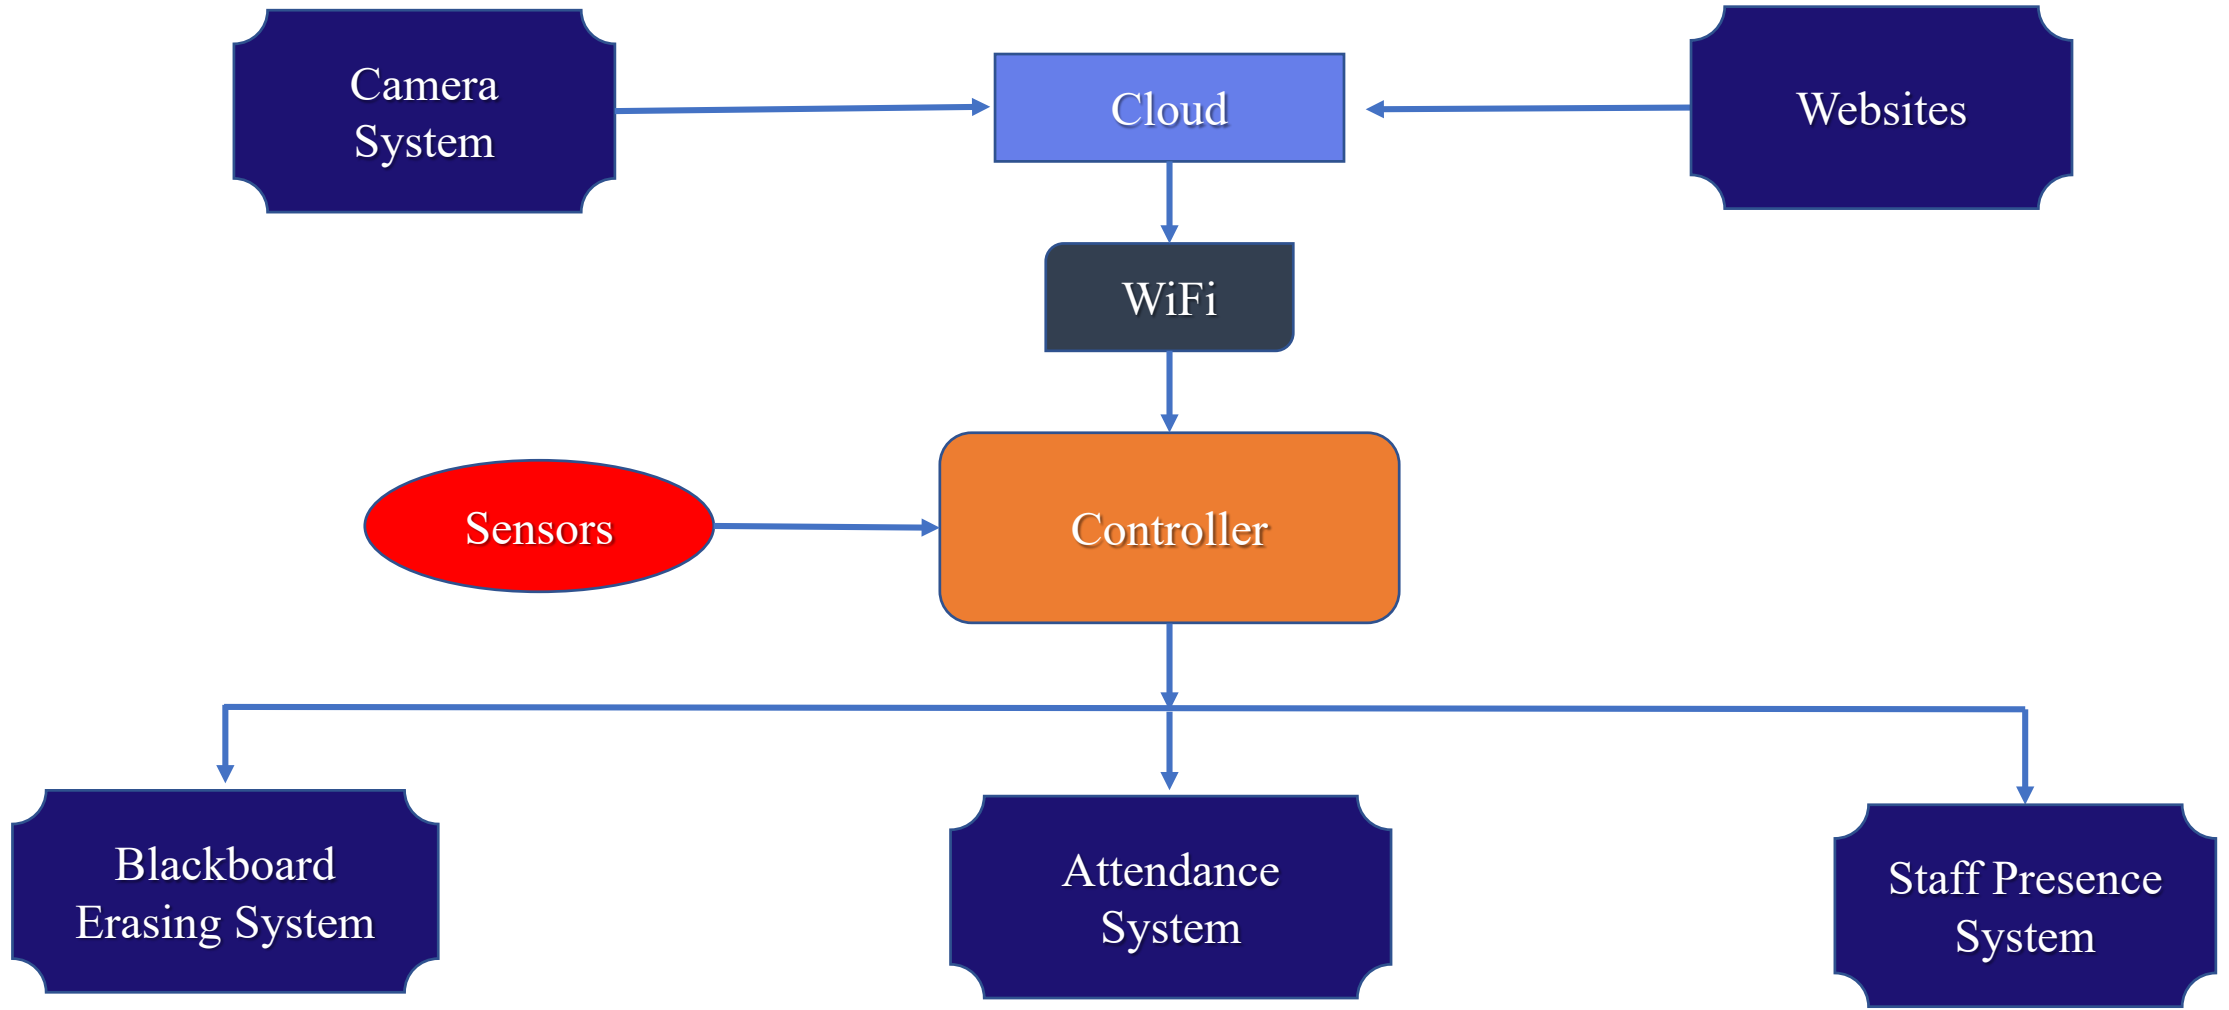 Camera
System
Cloud
Websites
WiFi
Sensors
Controller
Blackboard
Erasing System
Attendance
System
Staff Presence
System